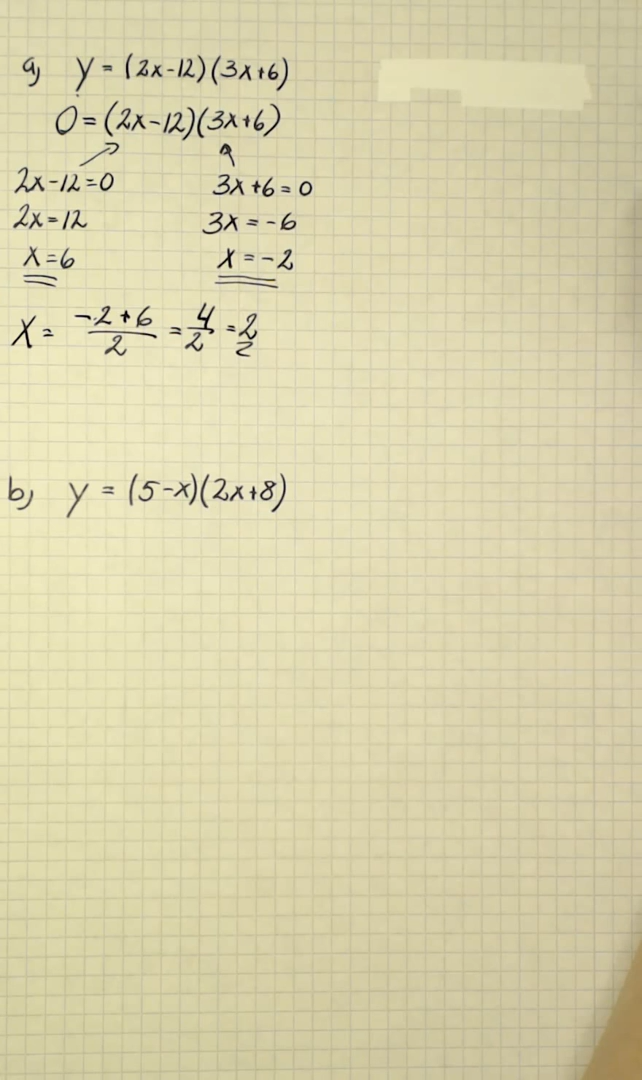 a) y = (2x-12)(3x+6)
0 = (2x-12)(3x+6)
2x-12=0 3x+6=0
2x=12 3x=-6
x=6 x=-2
x = -2+6/2 = 4/2 = 2
b) y = (5-x)(2x+8)